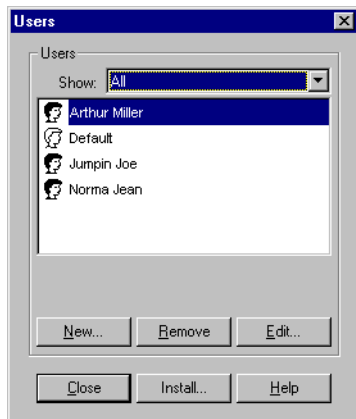 Users
Users
Show: All
Arthur Miller
Default
Jumpin Joe
Norma Jean
New... Remove Edit...
Close Install... Help